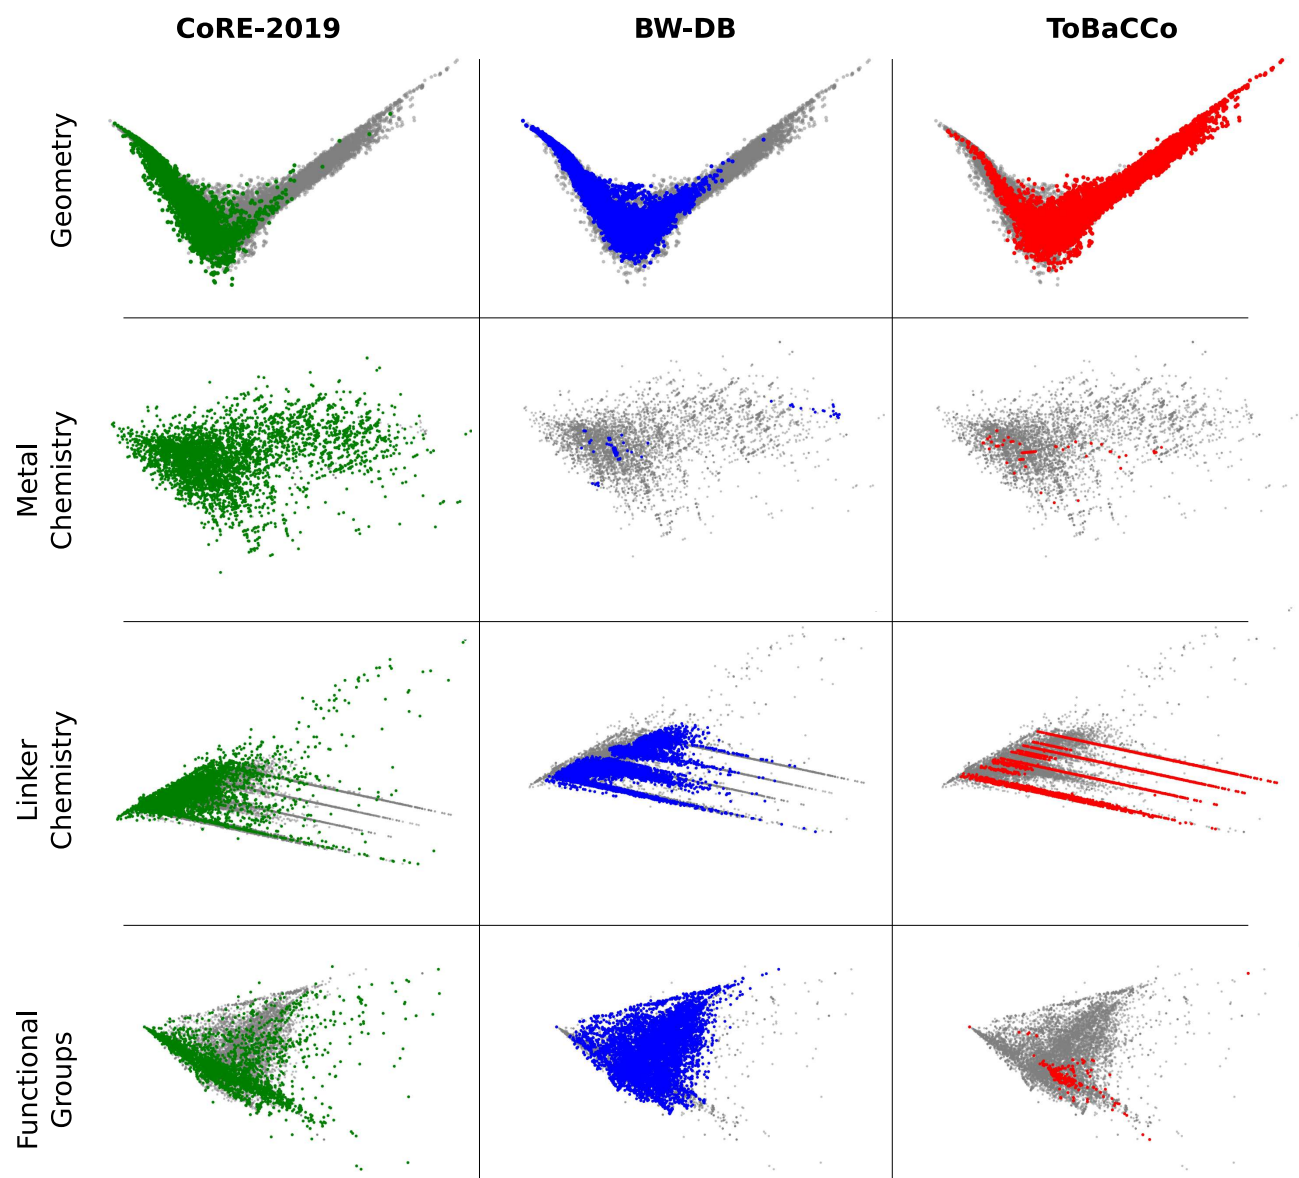 CoRE-2019
BW-DB
ToBaCCo
Geometry
Metal
Chemistry
Linker
Chemistry
Functional
Groups